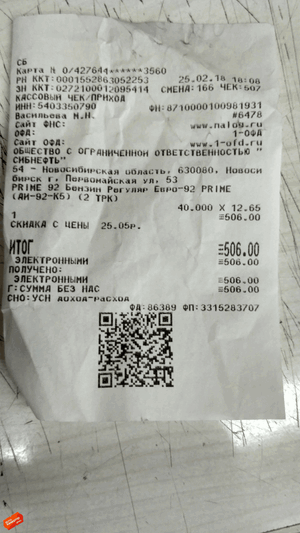 СБ
Карта N 0/427644******3560
РН ККТ:0001552863052253 25.02.18 18:08
ЗН ККТ:0272100012095414 СМЕНА:166 ЧЕК:507
КАССОВЫЙ ЧЕК/ПРИХОД
ИНН:5403350790 ФН:8710000100981931
Васильева М.Н. #6478
Сайт ФНС: www.nalog.ru
ОФД: 1-ОФД
Сайт ОФД: www.1-ofd.ru
ОБЩЕСТВО С ОГРАНИЧЕННОЙ ОТВЕТСТВЕННОСТЬЮ "
СИБНЕФТЬ"
54 - Новосибирская область, 630080, Новоси
бирск г, Первомайская ул, 53
PRIME 92 Бензин Регуляр Евро-92 PRIME
(АИ-92-К5) (2 ТРК)
40.000 X 12.65
1 ≡506.00
СКИДКА С ЦЕНЫ 25.05р.
ИТОГ ≡506.00
ЭЛЕКТРОННЫМИ ≡506.00
ПОЛУЧЕНО:
ЭЛЕКТРОННЫМИ ≡506.00
Г:СУММА БЕЗ НДС ≡506.00
СНО:УСН доход-расход
ФД: 86389 ФП: 3315283707